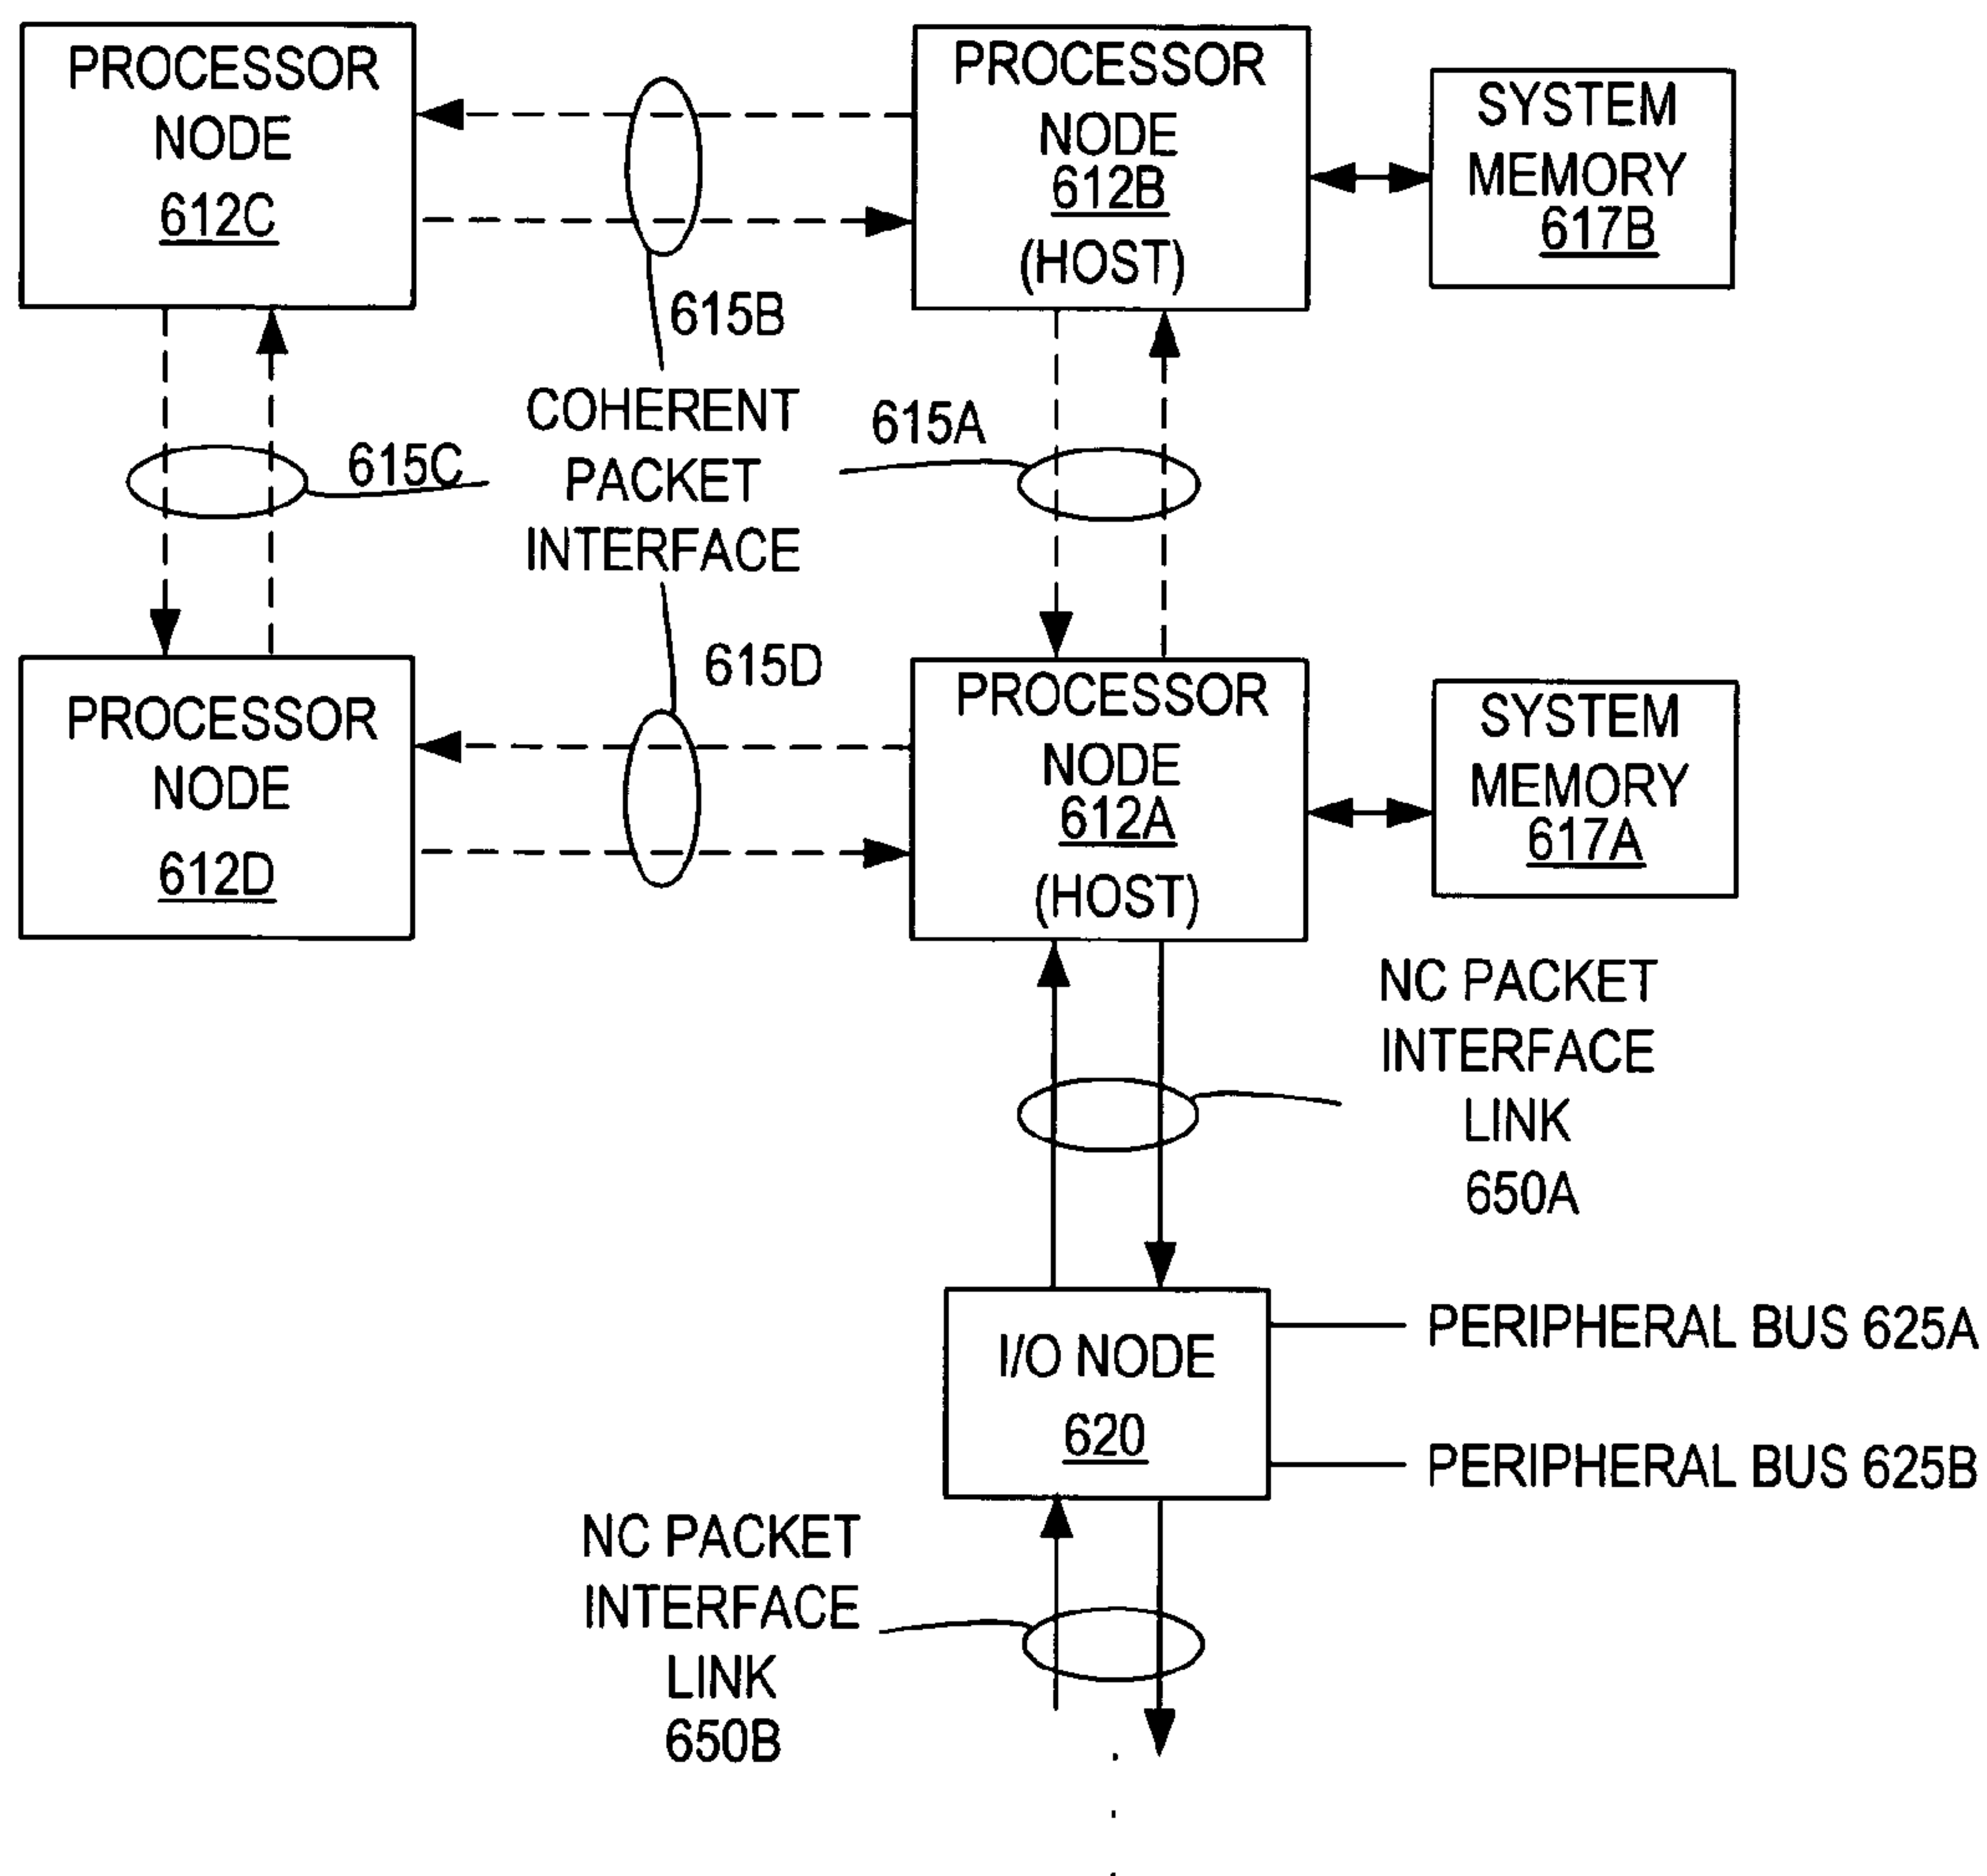 PROCESSOR
NODE
612C
PROCESSOR
NODE
612B
(HOST)
SYSTEM
MEMORY
617B
615B
COHERENT
PACKET
INTERFACE
615A
615C
615D
PROCESSOR
NODE
612D
PROCESSOR
NODE
612A
(HOST)
SYSTEM
MEMORY
617A
NC PACKET
INTERFACE
LINK
650A
I/O NODE
620
PERIPHERAL BUS 625A
PERIPHERAL BUS 625B
NC PACKET
INTERFACE
LINK
650B